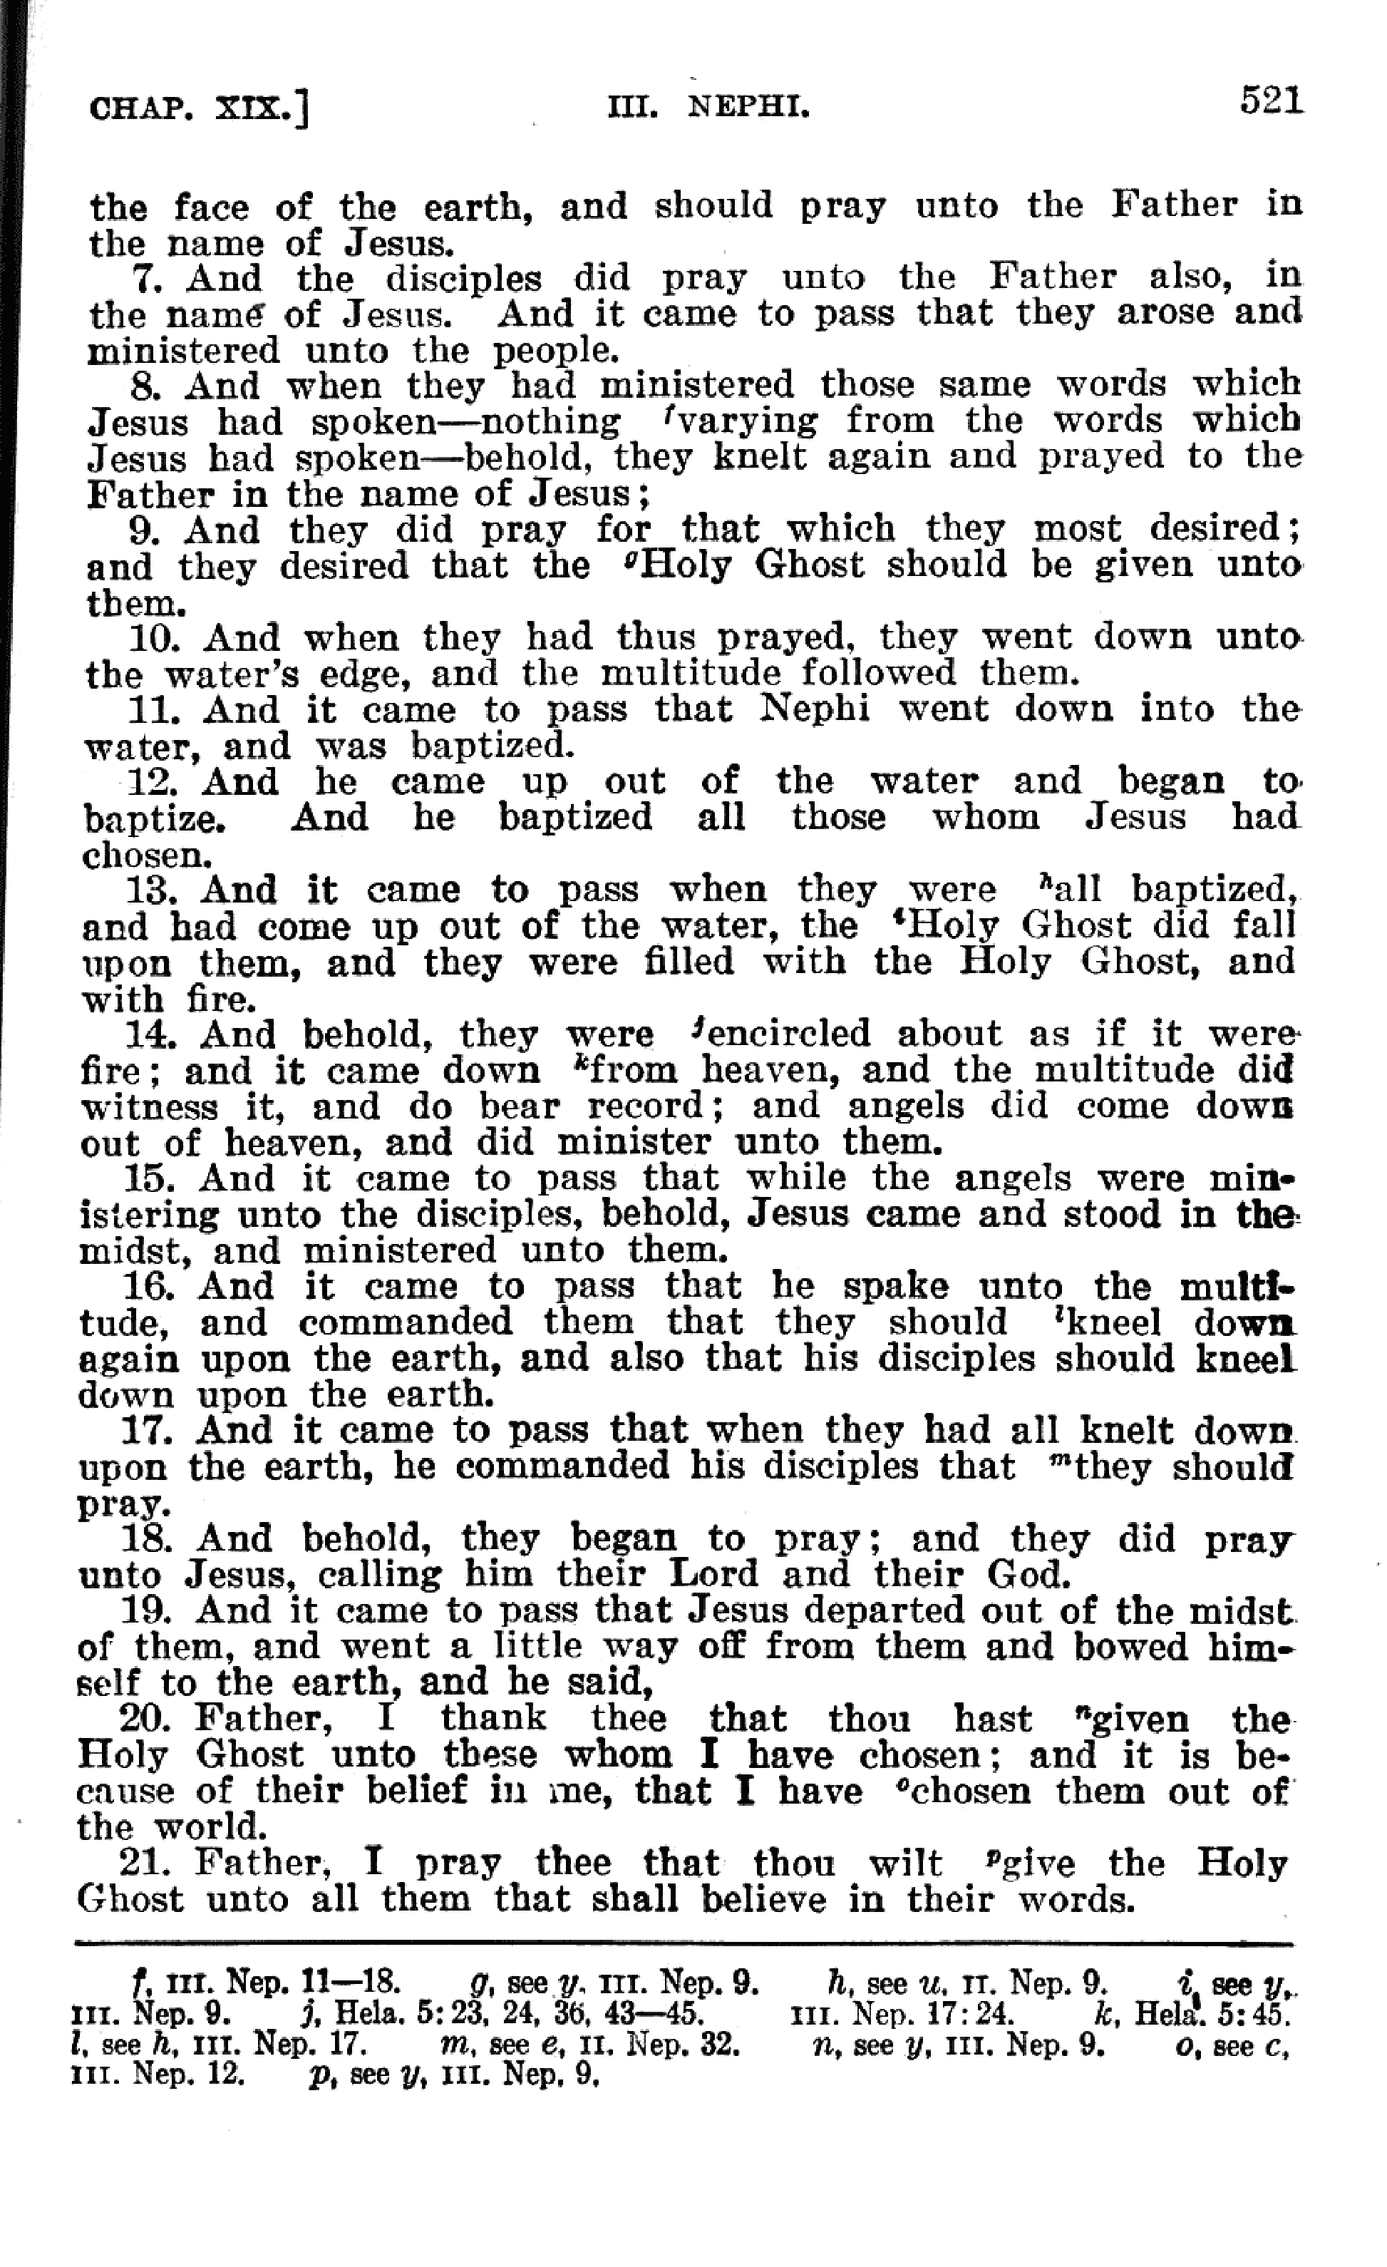 CHAP. XIX.] III. NEPHI. 521
the face of the earth, and should pray unto the Father in
the name of Jesus.
7. And the disciples did pray unto the Father also, in
the name of Jesus. And it came to pass that they arose and
ministered unto the people.
8. And when they had ministered those same words which
Jesus had spoken—nothing fvarying from the words which
Jesus had spoken—behold, they knelt again and prayed to the
Father in the name of Jesus;
9. And they did pray for that which they most desired;
and they desired that the gHoly Ghost should be given unto
them.
10. And when they had thus prayed, they went down unto
the water's edge, and the multitude followed them.
11. And it came to pass that Nephi went down into the
water, and was baptized.
12. And he came up out of the water and began to
baptize. And he baptized all those whom Jesus had
chosen.
13. And it came to pass when they were hall baptized,
and had come up out of the water, the iHoly Ghost did fall
upon them, and they were filled with the Holy Ghost, and
with fire.
14. And behold, they were jencircled about as if it were
fire; and it came down kfrom heaven, and the multitude did
witness it, and do bear record; and angels did come down
out of heaven, and did minister unto them.
15. And it came to pass that while the angels were min-
istering unto the disciples, behold, Jesus came and stood in the
midst, and ministered unto them.
16. And it came to pass that he spake unto the multi-
tude, and commanded them that they should lkneel down
again upon the earth, and also that his disciples should kneel
down upon the earth.
17. And it came to pass that when they had all knelt down
upon the earth, he commanded his disciples that mthey should
pray.
18. And behold, they began to pray; and they did pray
unto Jesus, calling him their Lord and their God.
19. And it came to pass that Jesus departed out of the midst
of them, and went a little way off from them and bowed him-
self to the earth, and he said,
20. Father, I thank thee that thou hast ngiven the
Holy Ghost unto these whom I have chosen; and it is be-
cause of their belief in me, that I have ochosen them out of
the world.
21. Father, I pray thee that thou wilt pgive the Holy
Ghost unto all them that shall believe in their words.
f, III. Nep. 11—18. g, see y, III. Nep. 9. h, see u, II. Nep. 9. i, see y,
III. Nep. 9. j, Hela. 5:23, 24, 36, 43—45. III. Nep. 17:24. k, Hela. 5:45.
l, see h, III. Nep. 17. m, see e, II. Nep. 32. n, see y, III. Nep. 9. o, see c,
III. Nep. 12. p, see y, III. Nep. 9.